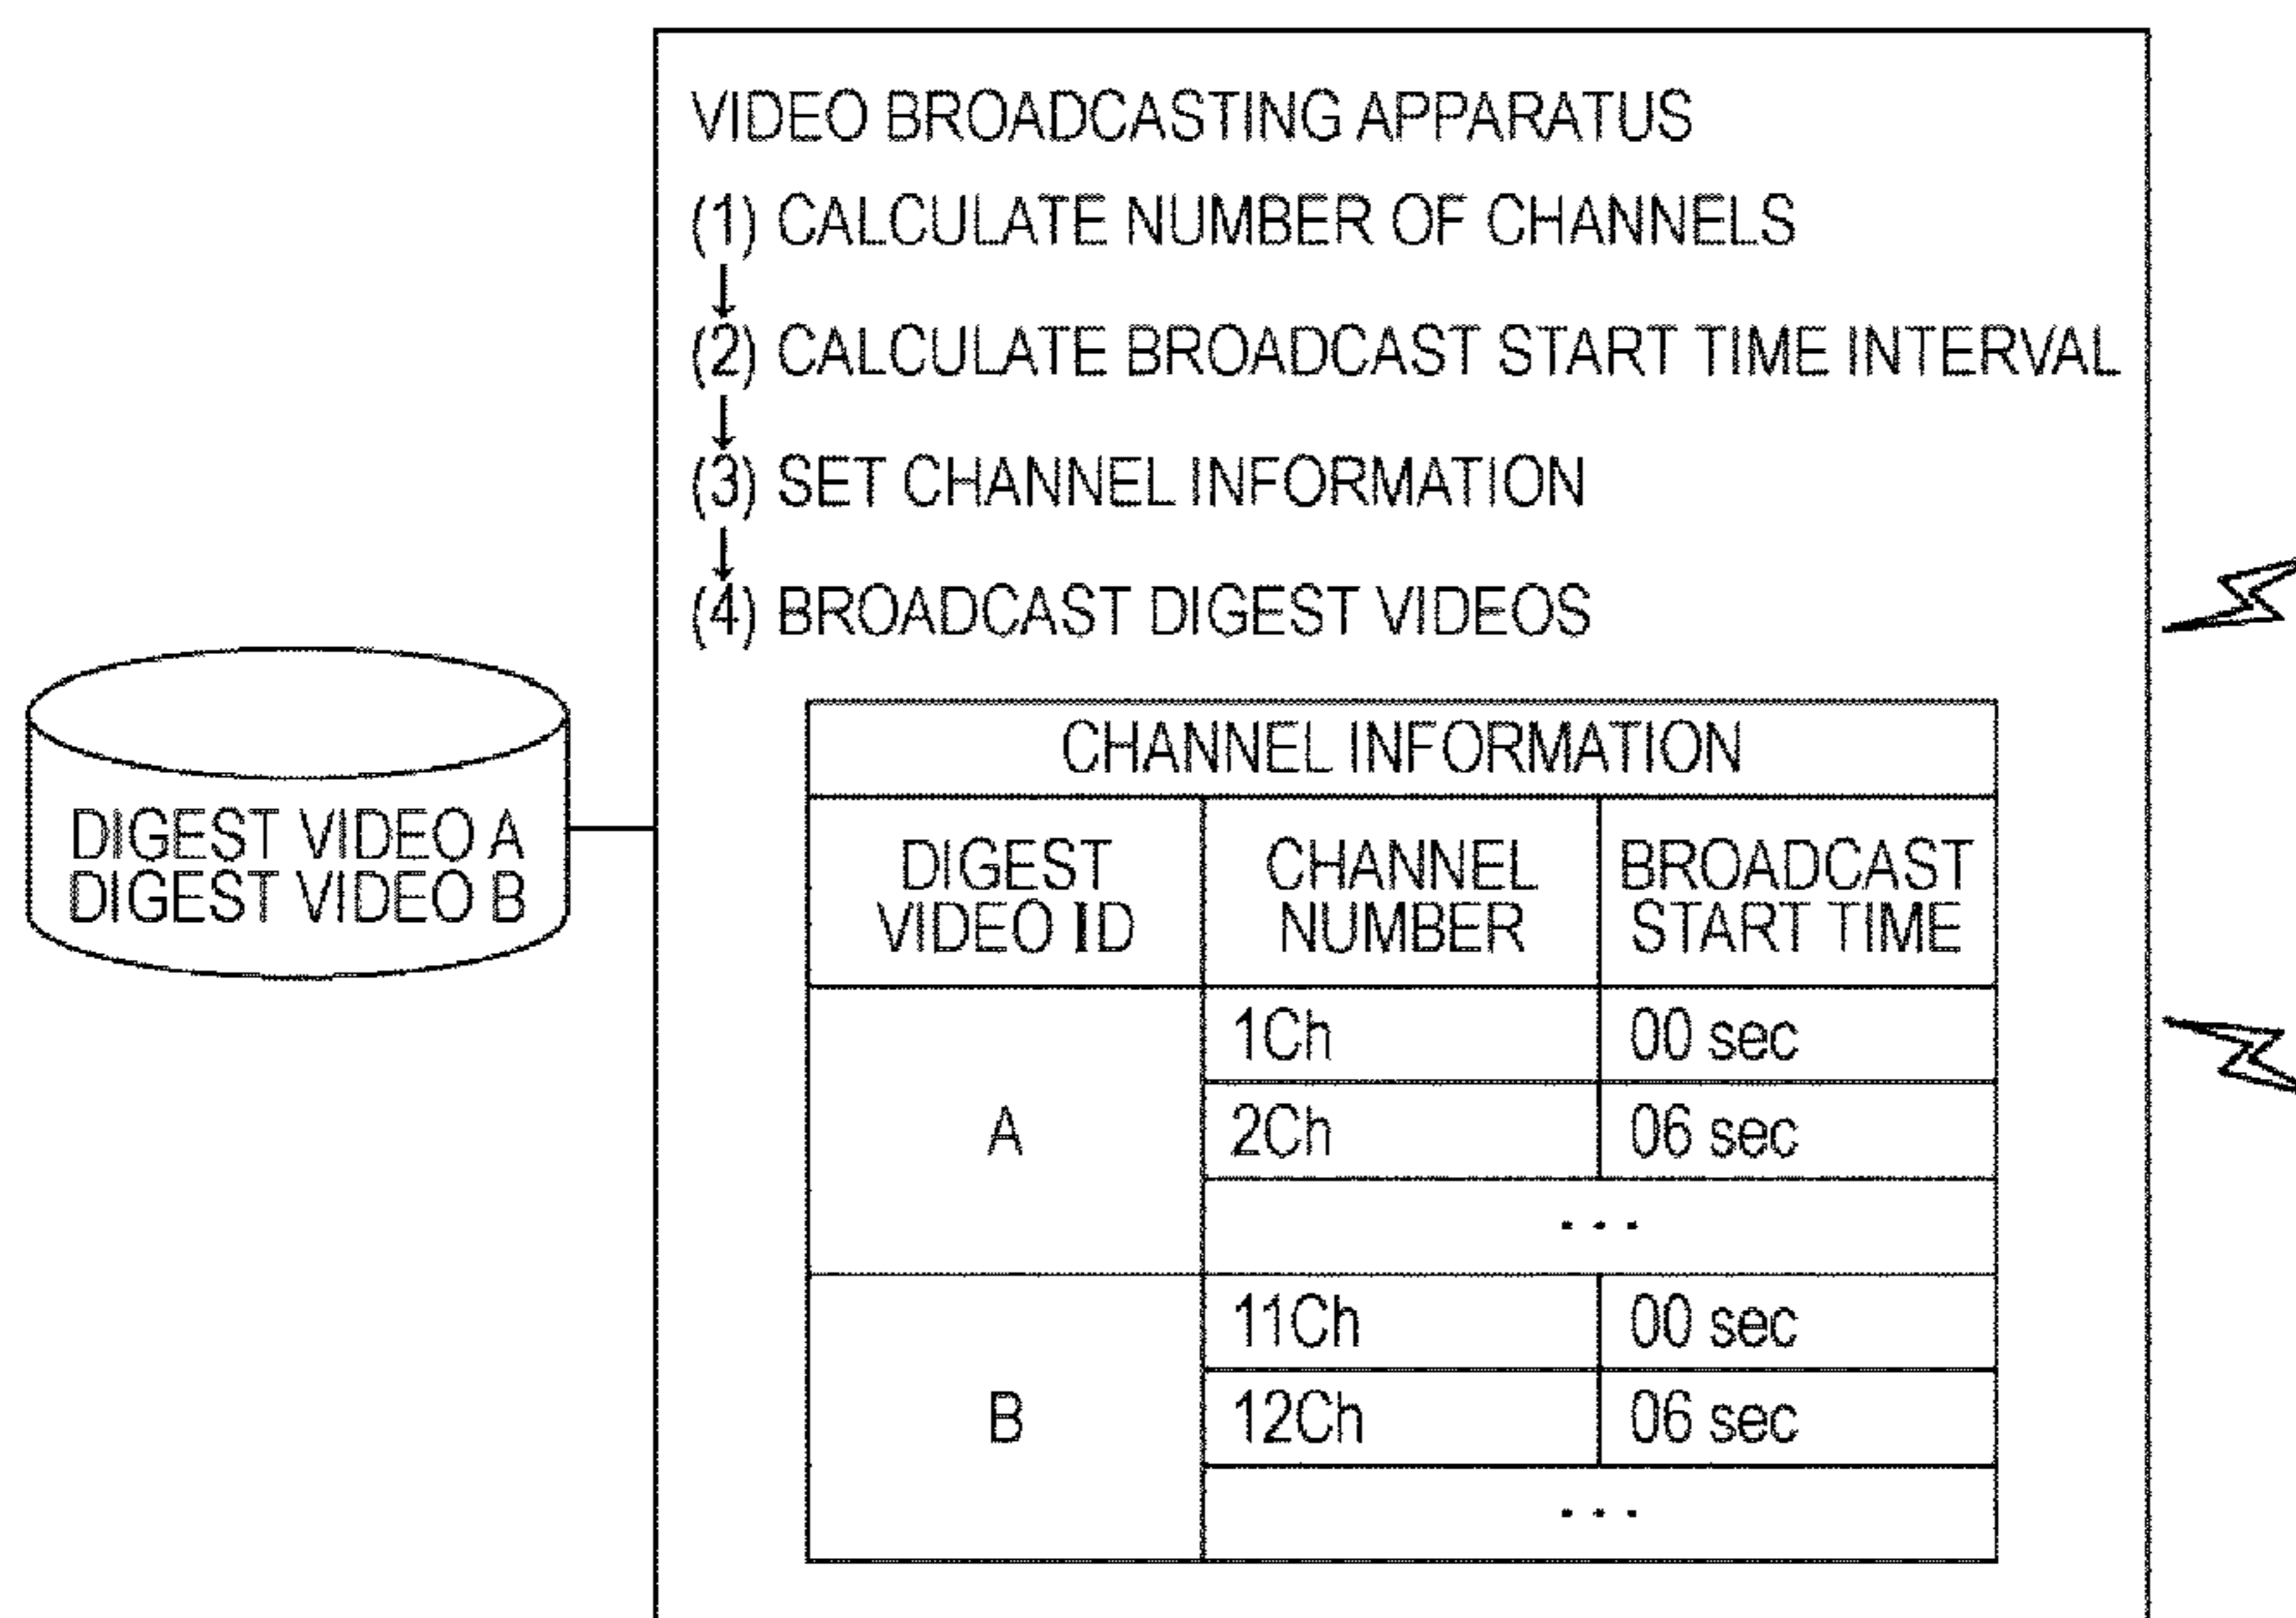 VIDEO BROADCASTING APPARATUS
(1) CALCULATE NUMBER OF CHANNELS
(2) CALCULATE BROADCAST START TIME INTERVAL
(3) SET CHANNEL INFORMATION
(4) BROADCAST DIGEST VIDEOS
DIGEST VIDEO A
DIGEST VIDEO B
CHANNEL INFORMATION
DIGEST VIDEO ID
CHANNEL NUMBER
BROADCAST START TIME
A
1Ch 00 sec
2Ch 06 sec
...
B
11Ch 00 sec
12Ch 06 sec
...